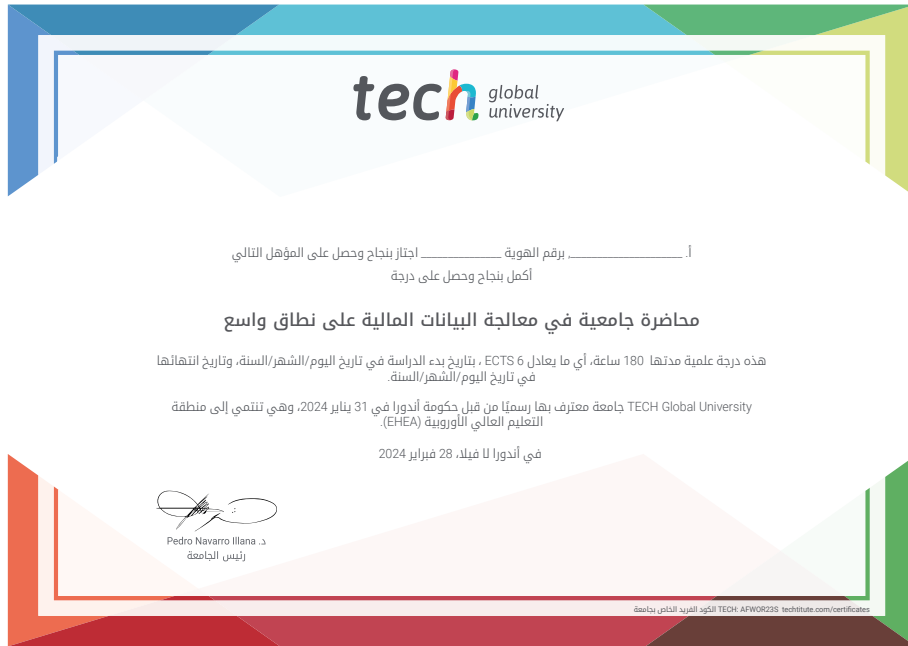 tech global university
أ. ____________________, برقم الهوية ______________ اجتاز بنجاح وحصل على المؤهل التالي
أكمل بنجاح وحصل على درجة
محاضرة جامعية في معالجة البيانات المالية على نطاق واسع
هذه درجة علمية مدتها 180 ساعة، أي ما يعادل 6 ECTS ، بتاريخ بدء الدراسة في تاريخ اليوم/الشهر/السنة، وتاريخ انتهائها
في تاريخ اليوم/الشهر/السنة.
TECH Global University جامعة معترف بها رسميًا من قبل حكومة أندورا في 31 يناير 2024، وهي تنتمي إلى منطقة
التعليم العالي الأوروبية (EHEA).
في أندورا لا فيلا، 28 فبراير 2024
د. Pedro Navarro Illana
رئيس الجامعة
الكود الفريد الخاص بجامعة TECH: AFWOR23S techtitute.com/certificates